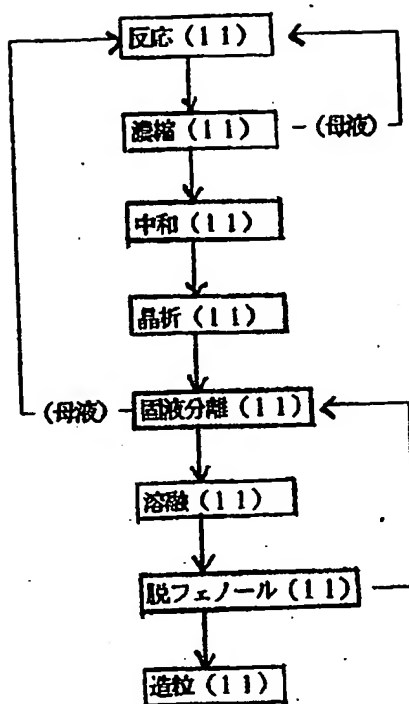 反応 (11)
濃縮 (11) (母液)
中和 (11)
晶折 (11)
(母液) 固液分離 (11)
溶融 (11)
脱フェノール (11)
造粒 (11)